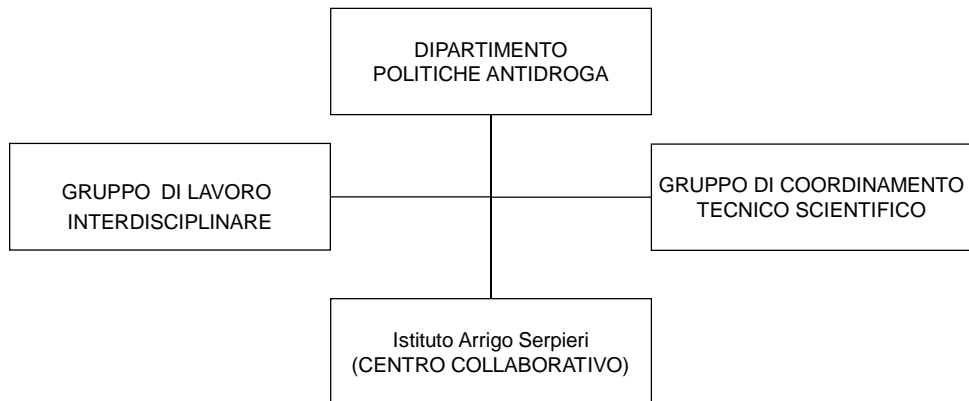 DIPARTIMENTO
POLITICHE ANTIDROGA
GRUPPO DI LAVORO
INTERDISCIPLINARE
GRUPPO DI COORDINAMENTO
TECNICO SCIENTIFICO
Istituto Arrigo Serpieri
(CENTRO COLLABORATIVO)